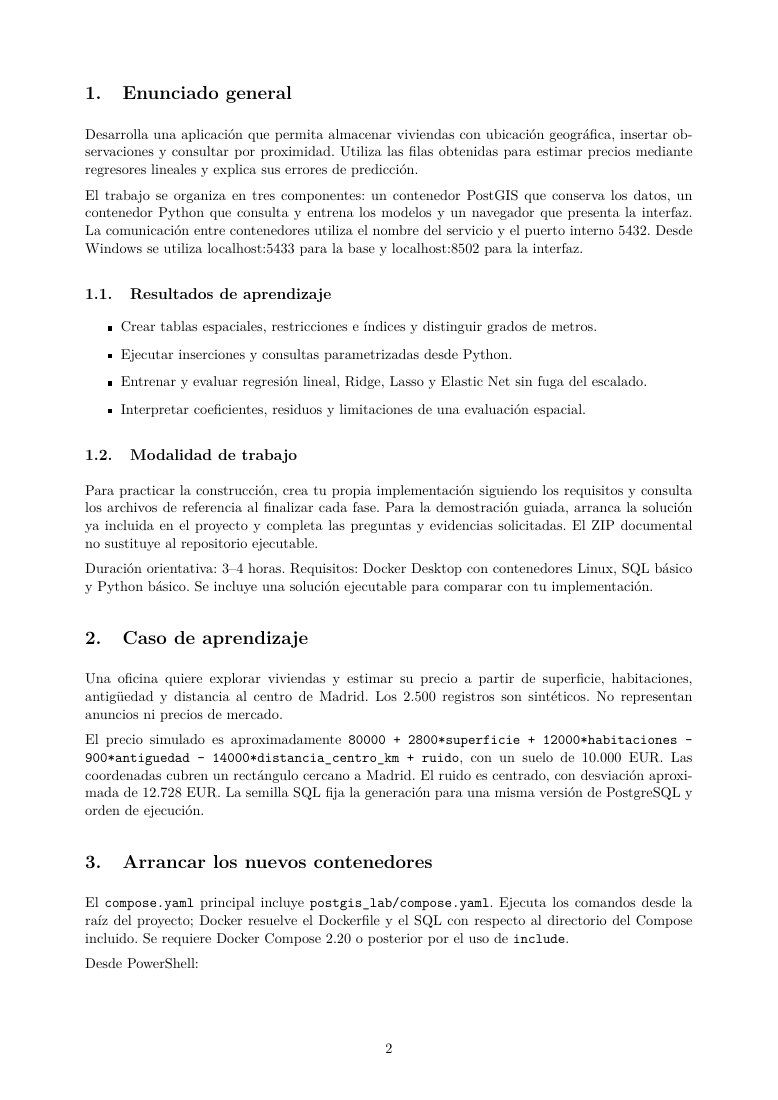 1. Enunciado general
Desarrolla una aplicación que permita almacenar viviendas con ubicación geográfica, insertar ob-
servaciones y consultar por proximidad. Utiliza las filas obtenidas para estimar precios mediante
regresores lineales y explica sus errores de predicción.
El trabajo se organiza en tres componentes: un contenedor PostGIS que conserva los datos, un
contenedor Python que consulta y entrena los modelos y un navegador que presenta la interfaz.
La comunicación entre contenedores utiliza el nombre del servicio y el puerto interno 5432. Desde
Windows se utiliza localhost:5433 para la base y localhost:8502 para la interfaz.
1.1. Resultados de aprendizaje
▪ Crear tablas espaciales, restricciones e índices y distinguir grados de metros.
▪ Ejecutar inserciones y consultas parametrizadas desde Python.
▪ Entrenar y evaluar regresión lineal, Ridge, Lasso y Elastic Net sin fuga del escalado.
▪ Interpretar coeficientes, residuos y limitaciones de una evaluación espacial.
1.2. Modalidad de trabajo
Para practicar la construcción, crea tu propia implementación siguiendo los requisitos y consulta
los archivos de referencia al finalizar cada fase. Para la demostración guiada, arranca la solución
ya incluida en el proyecto y completa las preguntas y evidencias solicitadas. El ZIP documental
no sustituye al repositorio ejecutable.
Duración orientativa: 3–4 horas. Requisitos: Docker Desktop con contenedores Linux, SQL básico
y Python básico. Se incluye una solución ejecutable para comparar con tu implementación.
2. Caso de aprendizaje
Una oficina quiere explorar viviendas y estimar su precio a partir de superficie, habitaciones,
antigüedad y distancia al centro de Madrid. Los 2.500 registros son sintéticos. No representan
anuncios ni precios de mercado.
El precio simulado es aproximadamente 80000 + 2800*superficie + 12000*habitaciones -
900*antiguedad - 14000*distancia_centro_km + ruido, con un suelo de 10.000 EUR. Las
coordenadas cubren un rectángulo cercano a Madrid. El ruido es centrado, con desviación aproxi-
mada de 12.728 EUR. La semilla SQL fija la generación para una misma versión de PostgreSQL y
orden de ejecución.
3. Arrancar los nuevos contenedores
El compose.yaml principal incluye postgis_lab/compose.yaml. Ejecuta los comandos desde la
raíz del proyecto; Docker resuelve el Dockerfile y el SQL con respecto al directorio del Compose
incluido. Se requiere Docker Compose 2.20 o posterior por el uso de include.
Desde PowerShell:
2